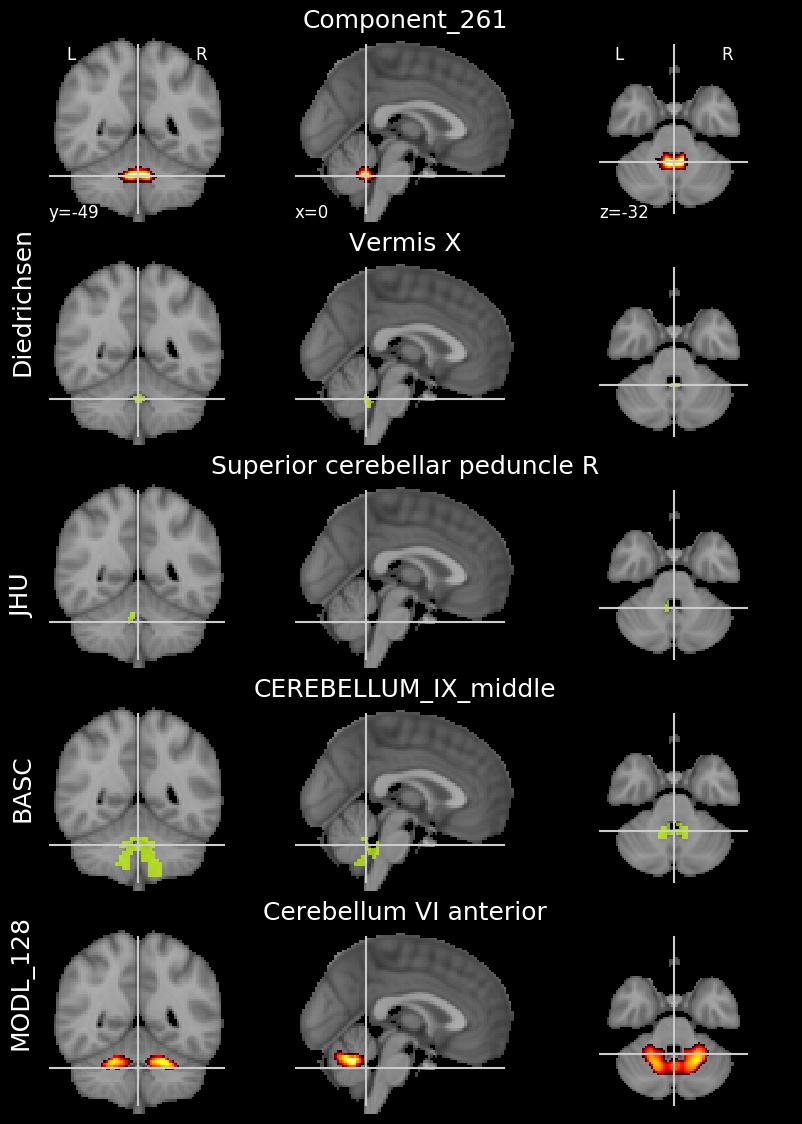 Component_261
L R
L R
y=-49
x=0
z=-32
Diedrichsen
Vermis X
JHU
Superior cerebellar peduncle R
BASC
CEREBELLUM_IX_middle
MODL_128
Cerebellum VI anterior